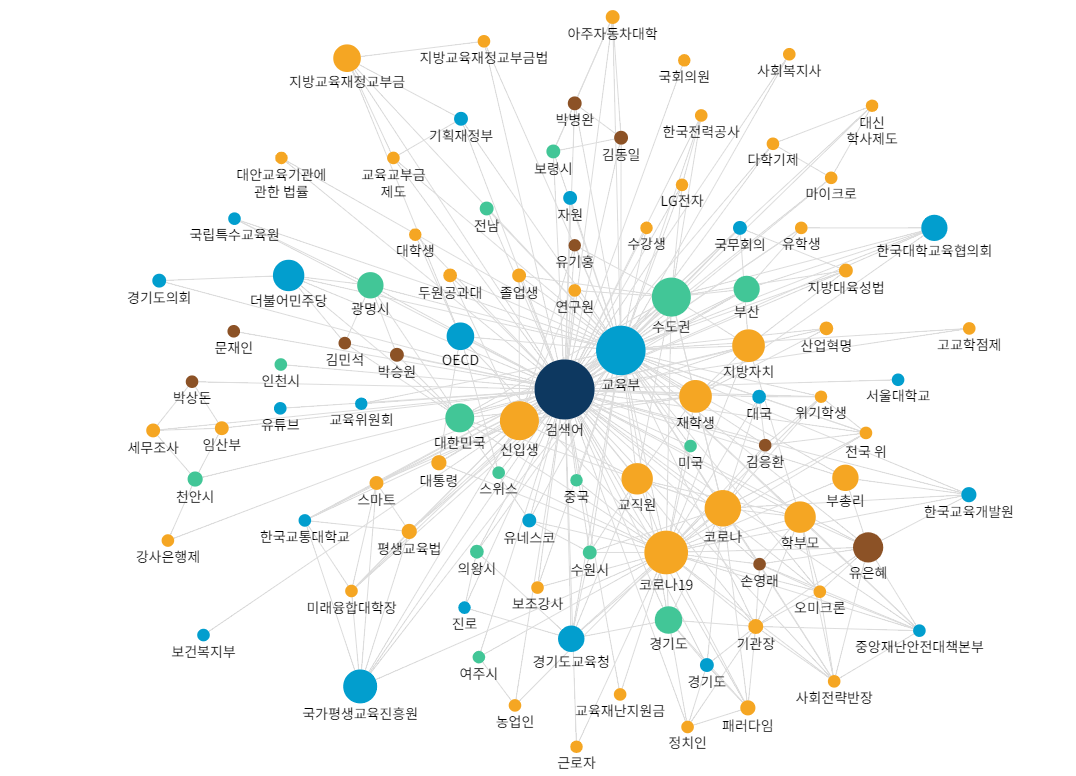 아주자동차대학
지방교육재정교부금법
사회복지사
국회의원
지방교육재정교부금
박병완
대신
학사제도
기획재정부
한국전력공사
김동일
다학기제
보령시
대안교육기관에
관한 법률
교육교부금
제도
마이크로
LG전자
자원
전남
국립특수교육원
수강생
국무회의
유학생
한국대학교육협의회
대학생
유기홍
경기도의회
더불어민주당
광명시
두원공과대
졸업생
연구원
수도권
부산
지방대육성법
문재인
김민석
박승원
OECD
교육부
지방자치
산업혁명
고교학점제
인천시
박상돈
유튜브
교육위원회
대한민국
신입생
검색어
재학생
대국
위기학생
서울대학교
세무조사
임산부
대통령
스위스
중국
미국
김응환
전국 위
천안시
스마트
교직원
코로나
학부모
부총리
한국교육개발원
강사은행제
한국교통대학교
평생교육법
유네스코
의왕시
수원시
코로나19
손영래
유은혜
미래융합대학장
보조강사
진로
오미크론
보건복지부
경기도교육청
경기도
기관장
중앙재난안전대책본부
여주시
경기도
국가평생교육진흥원
농업인
교육재난지원금
패러다임
사회전략반장
정치인
근로자